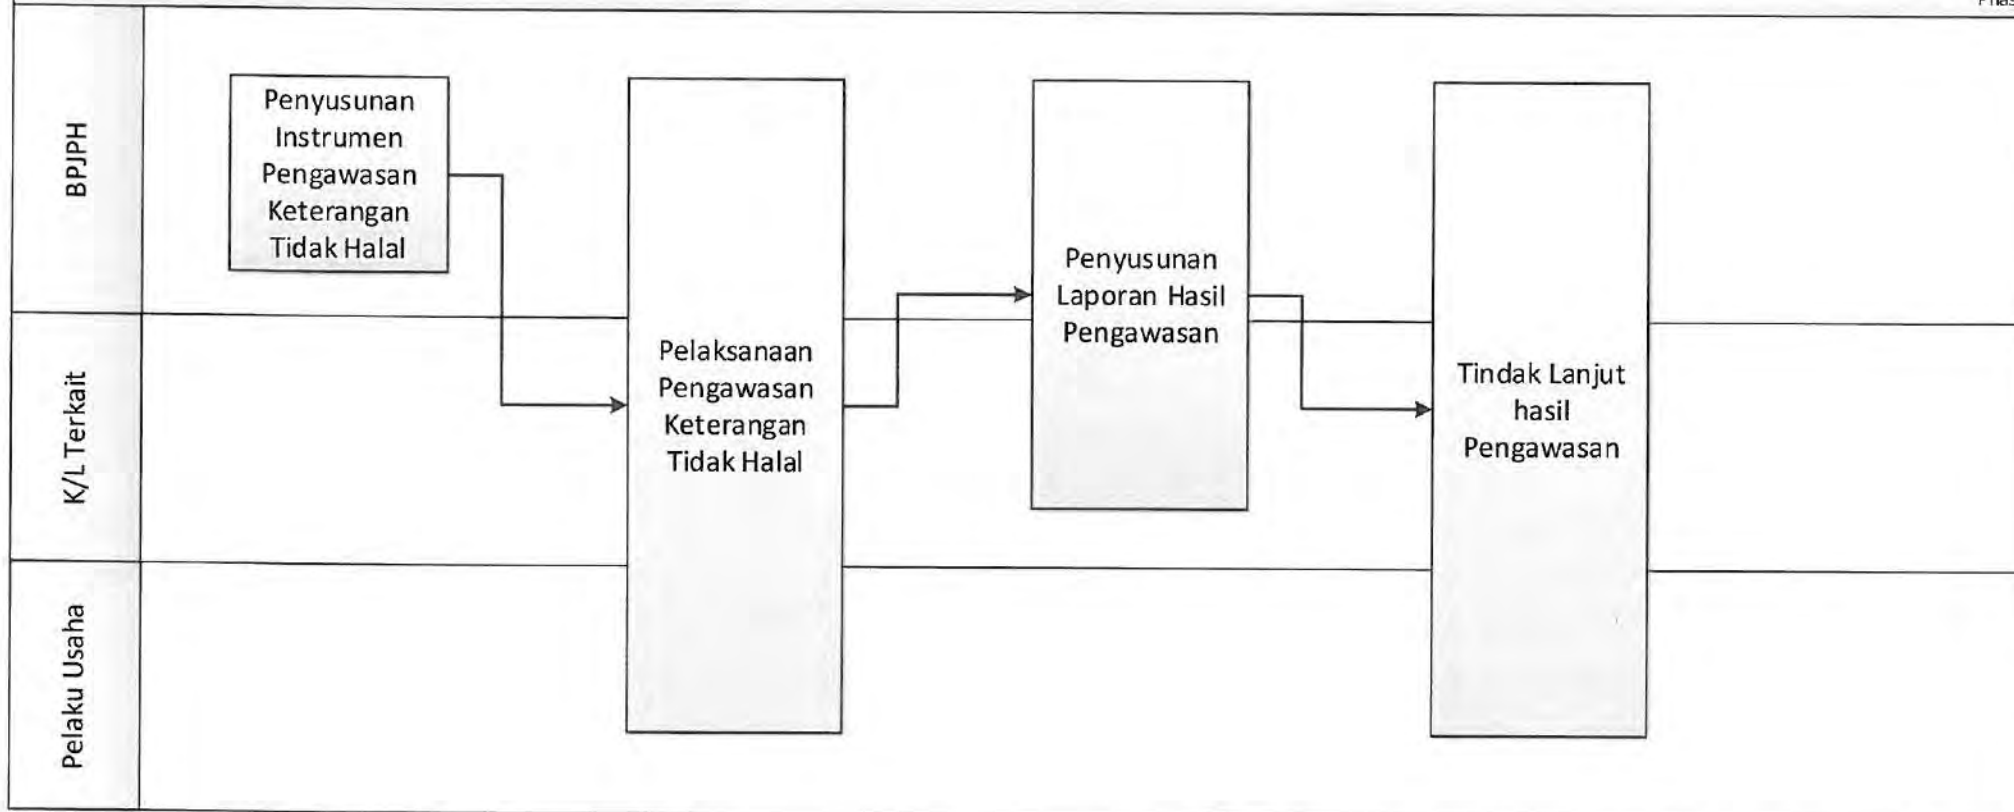 BPJPH
Penyusunan
Instrumen
Pengawasan
Keterangan
Tidak Halal
Pelaksanaan
Pengawasan
Keterangan
Tidak Halal
Penyusunan
Laporan Hasil
Pengawasan
Tindak Lanjut
hasil
Pengawasan
K/L Terkait
Pelaku Usaha